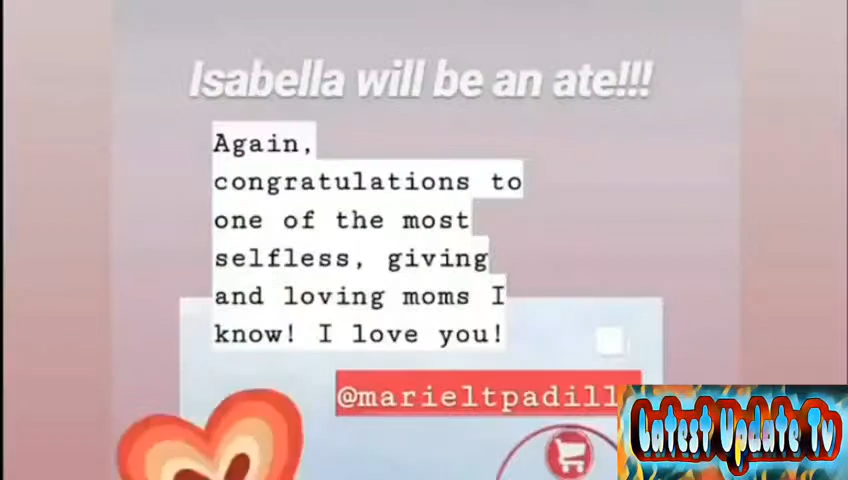 Isabella will be an ate!!!
Again,
congratulations to
one of the most
selfless, giving
and loving moms I
know! I love you!
@marieltpadill
Latest Update Tv